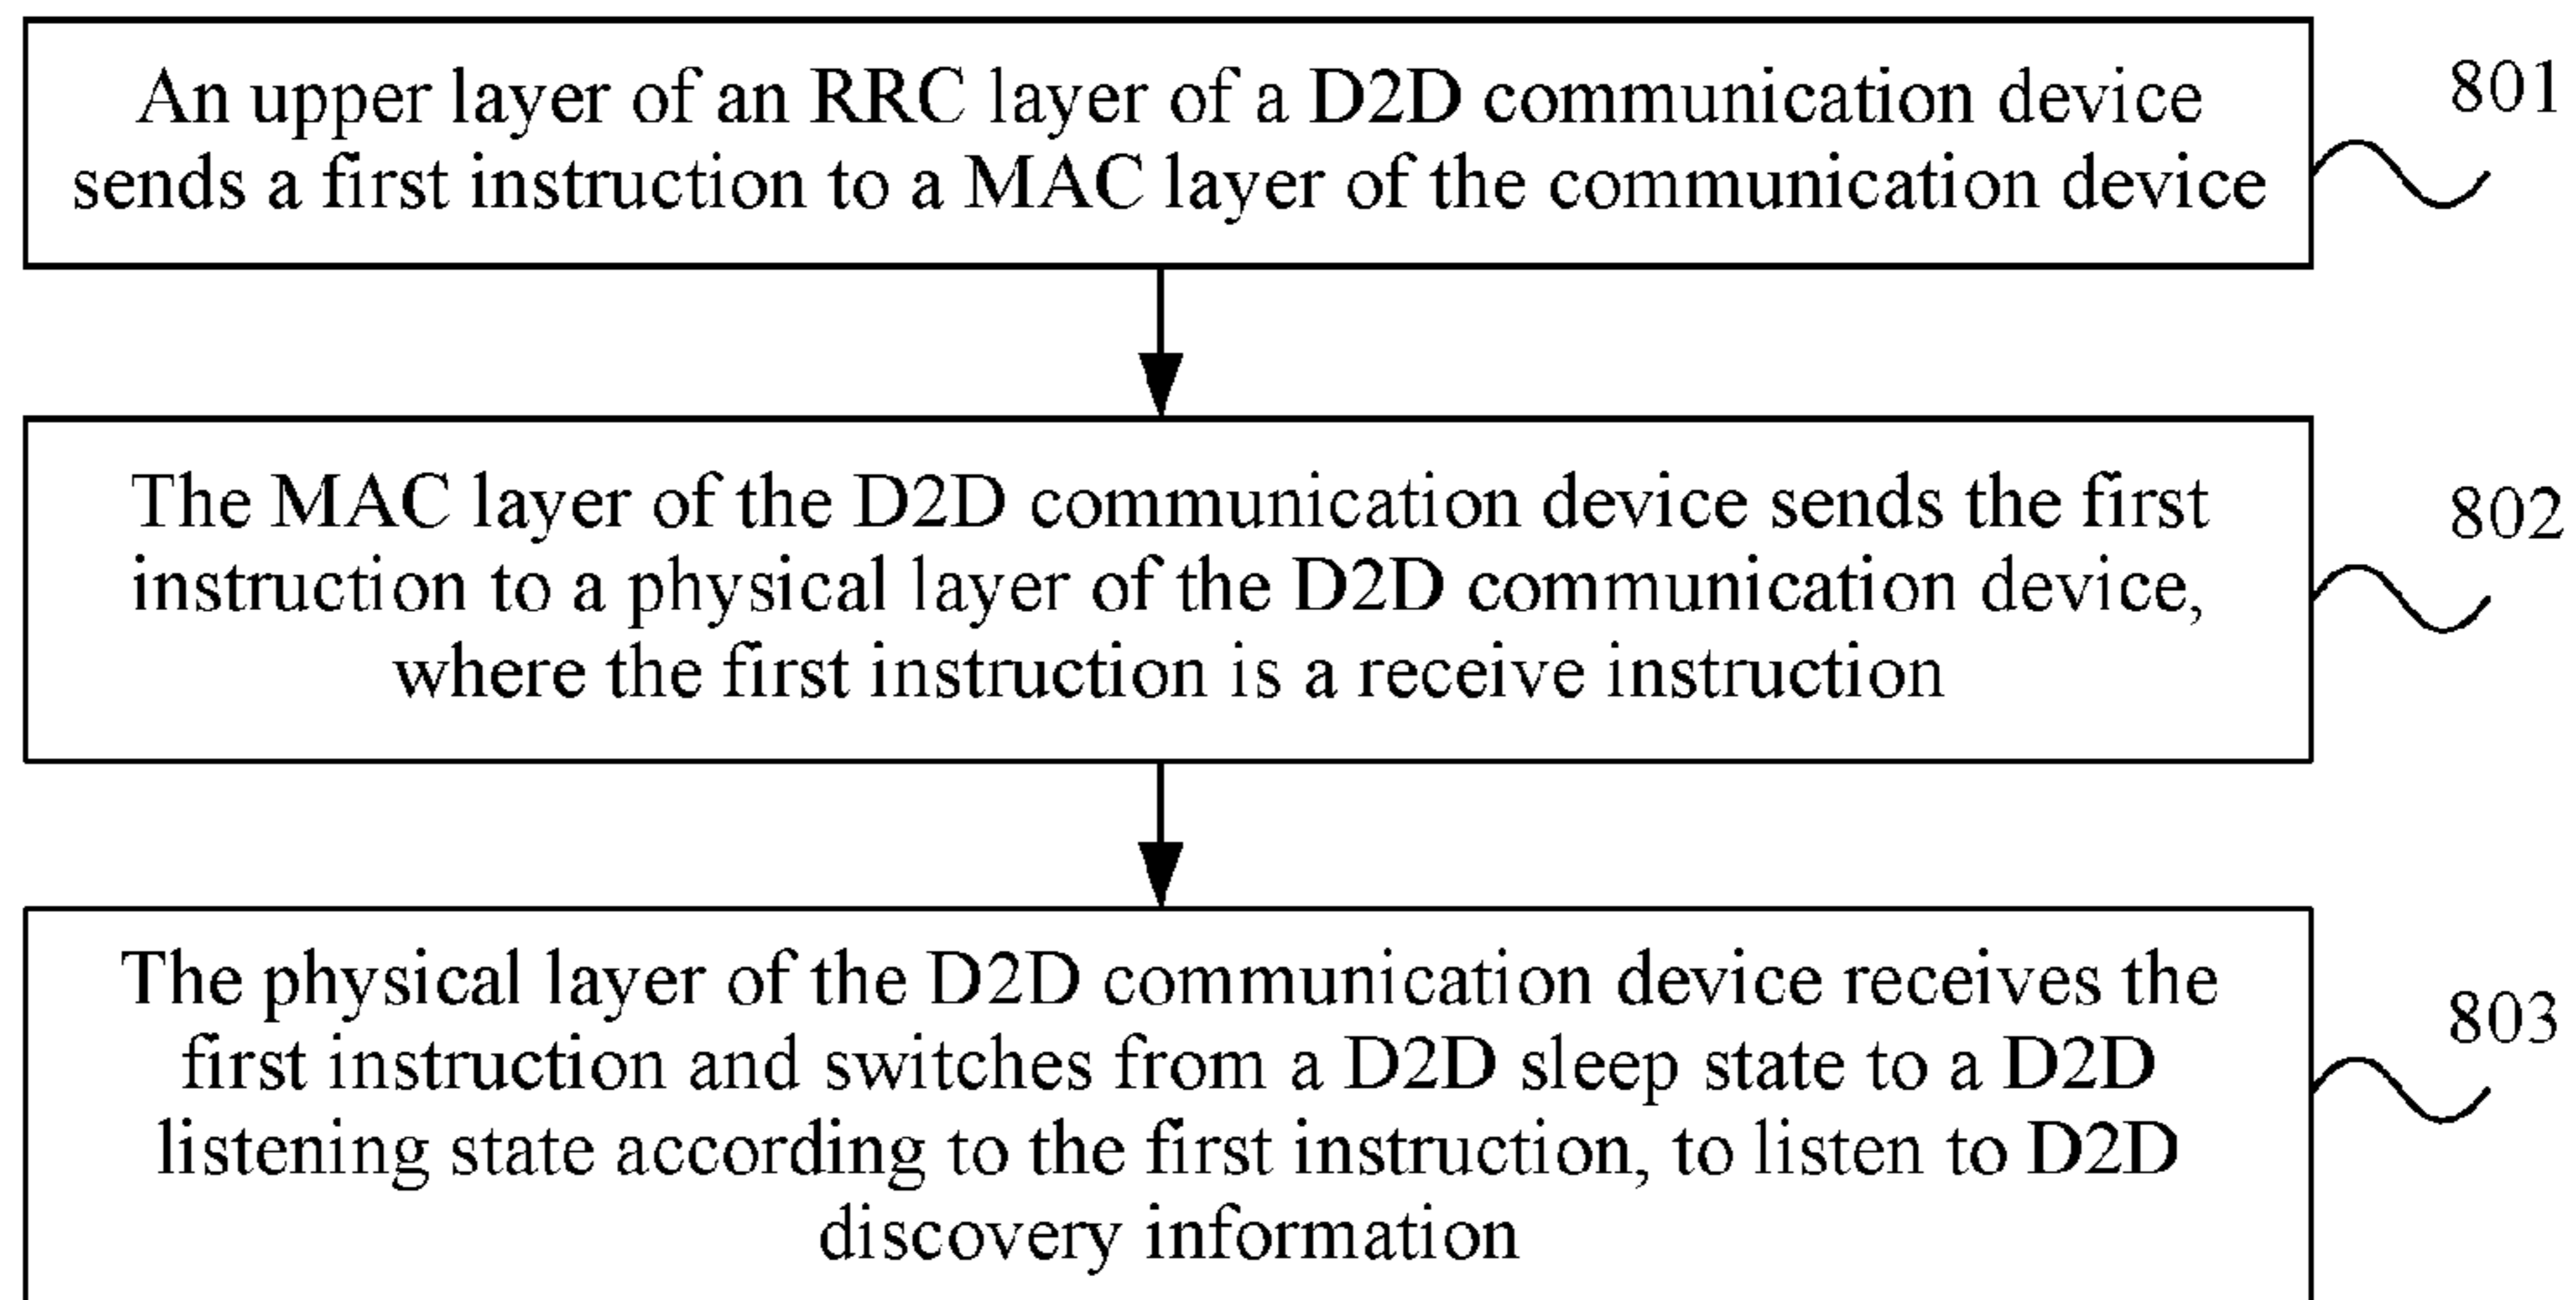 An upper layer of an RRC layer of a D2D communication device
sends a first instruction to a MAC layer of the communication device
801
The MAC layer of the D2D communication device sends the first
instruction to a physical layer of the D2D communication device,
where the first instruction is a receive instruction
802
The physical layer of the D2D communication device receives the
first instruction and switches from a D2D sleep state to a D2D
listening state according to the first instruction, to listen to D2D
discovery information
803